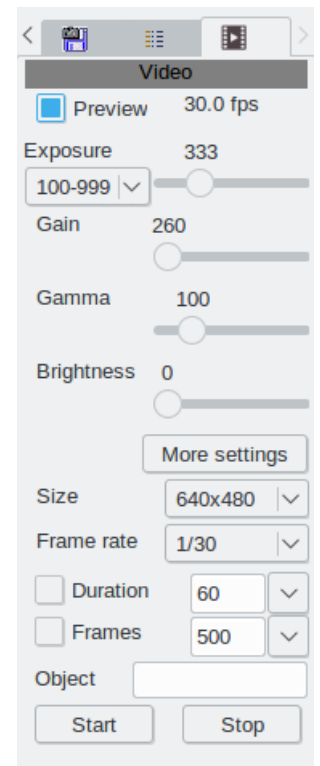 Video
Preview 30.0 fps
Exposure 333
100-999
Gain 260
Gamma 100
Brightness 0
More settings
Size 640x480
Frame rate 1/30
Duration 60
Frames 500
Object
Start Stop